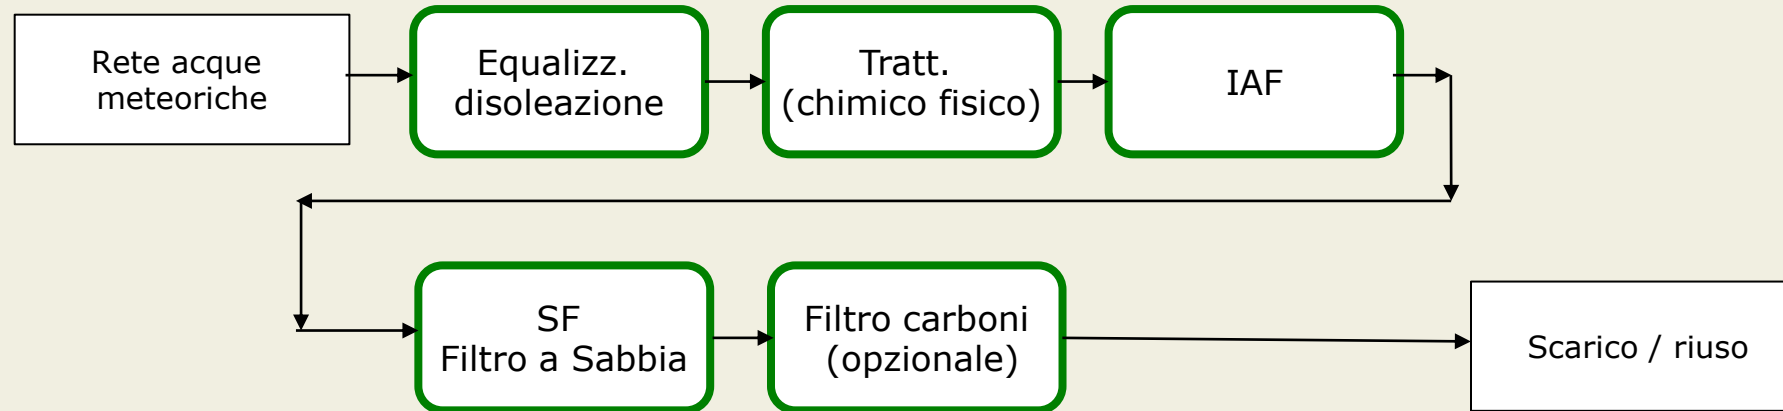 Rete acque
meteoriche
Equalizz.
disoleazione
Tratt.
(chimico fisico)
IAF
SF
Filtro a Sabbia
Filtro carboni
(opzionale)
Scarico / riuso